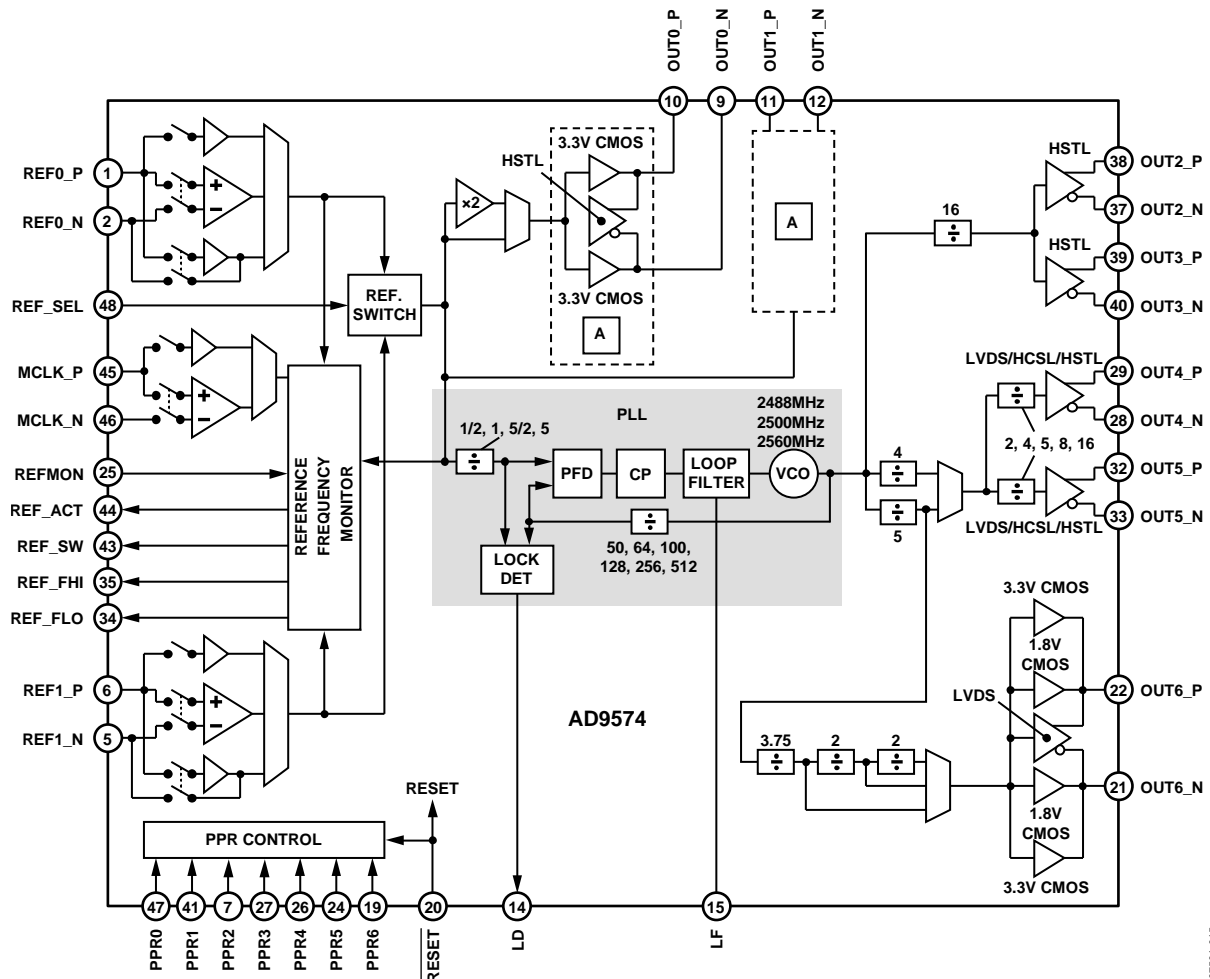 OUT0_P
OUT0_N
OUT1_P
OUT1_N
10
9
11
12
REF0_P
1
REF0_N
2
+
−
REF_SEL
48
REF.
SWITCH
MCLK_P
45
MCLK_N
46
+
−
REFMON
25
REF_ACT
44
REF_SW
43
REF_FHI
35
REF_FLO
34
REFERENCE
FREQUENCY
MONITOR
REF1_P
6
REF1_N
5
+
−
×2
3.3V CMOS
HSTL
3.3V CMOS
A
A
PLL
1/2, 1, 5/2, 5
÷
PFD
CP
LOOP
FILTER
2488MHz
2500MHz
2560MHz
VCO
÷
50, 64, 100,
128, 256, 512
LOCK
DET
16
÷
HSTL
38
OUT2_P
37
OUT2_N
HSTL
39
OUT3_P
40
OUT3_N
4
÷
÷
5
LVDS/HCSL/HSTL
÷
29
OUT4_P
28
OUT4_N
2, 4, 5, 8, 16
÷
32
OUT5_P
33
OUT5_N
LVDS/HCSL/HSTL
AD9574
3.75
÷
2
÷
2
÷
3.3V CMOS
1.8V
CMOS
LVDS
1.8V
CMOS
3.3V CMOS
22
OUT6_P
21
OUT6_N
RESET
PPR CONTROL
47
41
7
27
26
24
19
20
14
15
PPR0
PPR1
PPR2
PPR3
PPR4
PPR5
PPR6
RESET
LD
LF